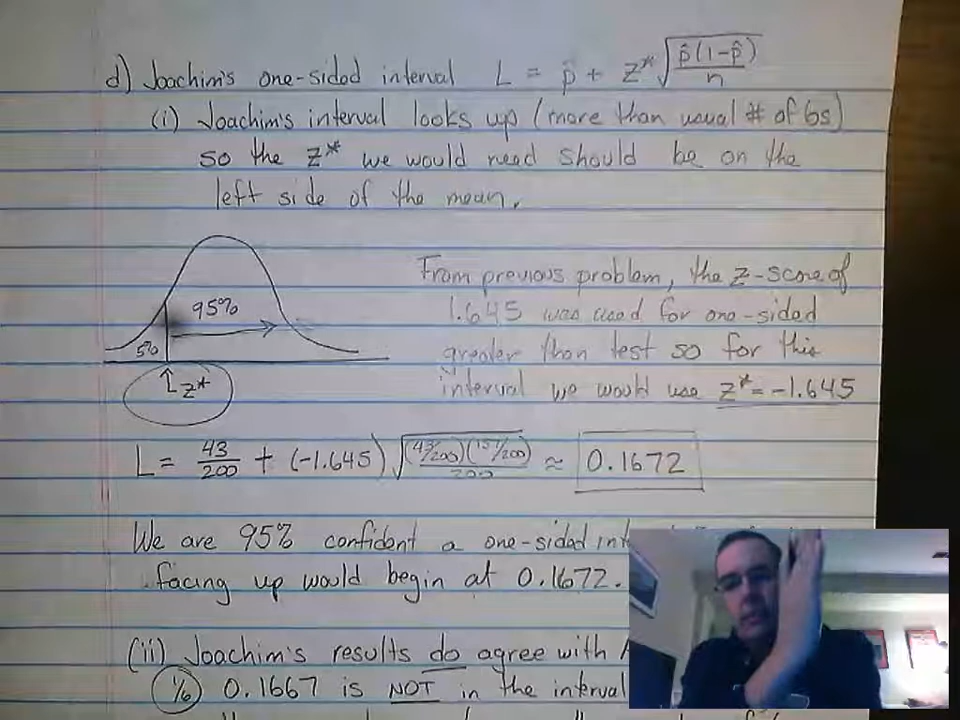 d) Joachim's one-sided interval L = p̂ + z* √(p̂(1-p̂)/n)
(i) Joachim's interval looks up (more than usual # of 6s)
so the z* we would need should be on the
left side of the mean.
95%
5%
↑ z*
From previous problem, the z-score of
1.645 was used for one-sided
greater than test so for this
interval we would use z* = -1.645
L = 43/200 + (-1.645) √((43/200)(157/200)/200) ≈ 0.1672
We are 95% confident a one-sided
facing up would begin at 0.1672.
(ii) Joachim's results do agree with
1/6 0.1667 is NOT in the interval